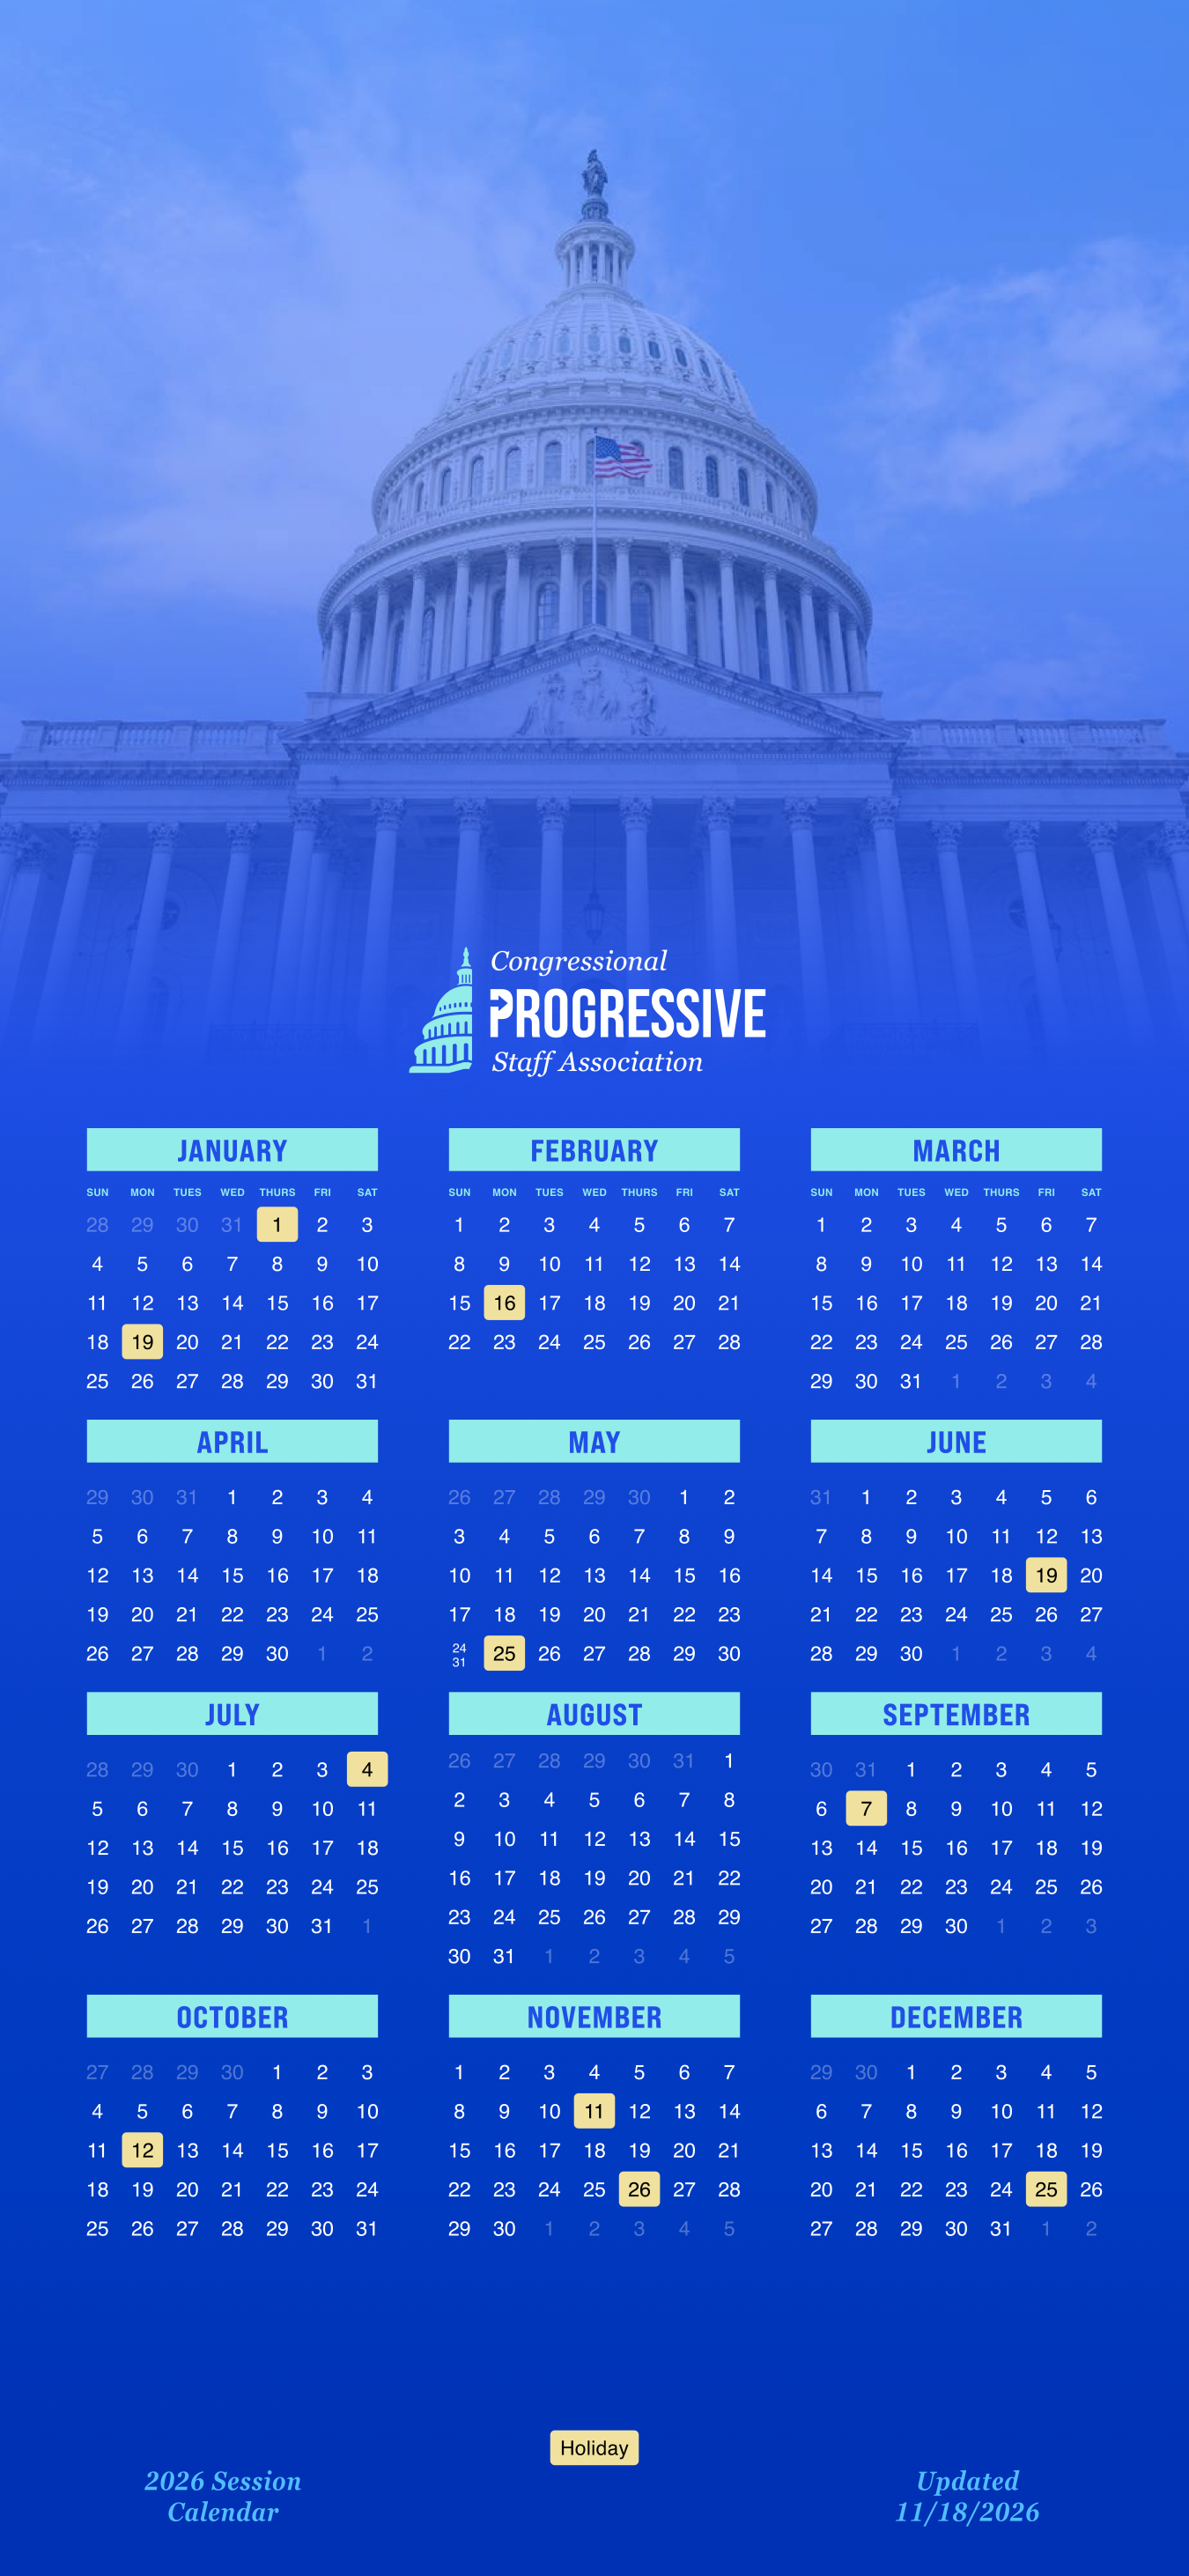 Congressional
PROGRESSIVE
Staff Association
JANUARY
SUN MON TUES WED THURS FRI SAT
28 29 30 31 1 2 3
4 5 6 7 8 9 10
11 12 13 14 15 16 17
18 19 20 21 22 23 24
25 26 27 28 29 30 31
FEBRUARY
SUN MON TUES WED THURS FRI SAT
1 2 3 4 5 6 7
8 9 10 11 12 13 14
15 16 17 18 19 20 21
22 23 24 25 26 27 28
MARCH
SUN MON TUES WED THURS FRI SAT
1 2 3 4 5 6 7
8 9 10 11 12 13 14
15 16 17 18 19 20 21
22 23 24 25 26 27 28
29 30 31 1 2 3 4
APRIL
29 30 31 1 2 3 4
5 6 7 8 9 10 11
12 13 14 15 16 17 18
19 20 21 22 23 24 25
26 27 28 29 30 1 2
MAY
26 27 28 29 30 1 2
3 4 5 6 7 8 9
10 11 12 13 14 15 16
17 18 19 20 21 22 23
24 25 26 27 28 29 30
31
JUNE
31 1 2 3 4 5 6
7 8 9 10 11 12 13
14 15 16 17 18 19 20
21 22 23 24 25 26 27
28 29 30 1 2 3 4
JULY
28 29 30 1 2 3 4
5 6 7 8 9 10 11
12 13 14 15 16 17 18
19 20 21 22 23 24 25
26 27 28 29 30 31 1
AUGUST
26 27 28 29 30 31 1
2 3 4 5 6 7 8
9 10 11 12 13 14 15
16 17 18 19 20 21 22
23 24 25 26 27 28 29
30 31 1 2 3 4 5
SEPTEMBER
30 31 1 2 3 4 5
6 7 8 9 10 11 12
13 14 15 16 17 18 19
20 21 22 23 24 25 26
27 28 29 30 1 2 3
OCTOBER
27 28 29 30 1 2 3
4 5 6 7 8 9 10
11 12 13 14 15 16 17
18 19 20 21 22 23 24
25 26 27 28 29 30 31
NOVEMBER
1 2 3 4 5 6 7
8 9 10 11 12 13 14
15 16 17 18 19 20 21
22 23 24 25 26 27 28
29 30 1 2 3 4 5
DECEMBER
29 30 1 2 3 4 5
6 7 8 9 10 11 12
13 14 15 16 17 18 19
20 21 22 23 24 25 26
27 28 29 30 31 1 2
Holiday
2026 Session
Calendar
Updated
11/18/2026